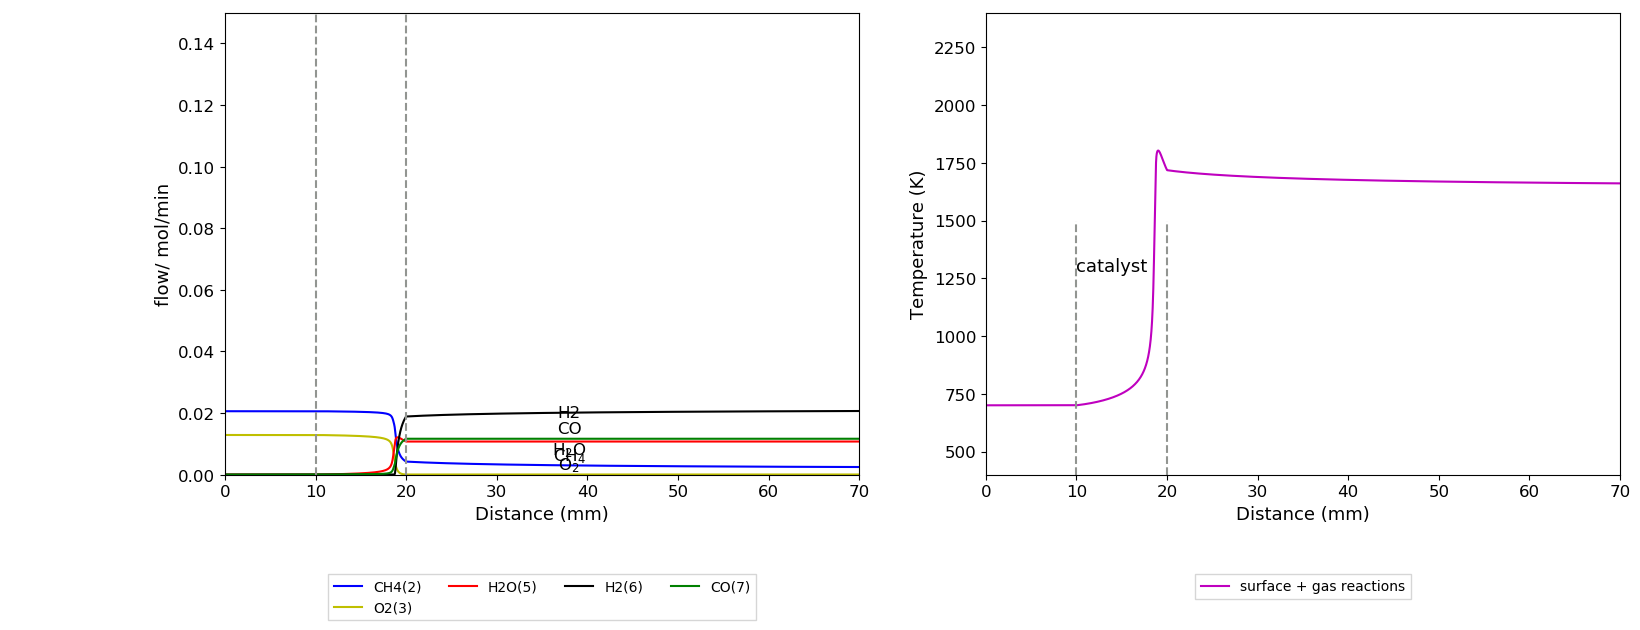 0.14
0.12
0.10
0.08
0.06
0.04
0.02
0.00
flow/ mol/min
H2
CO
H₂O
CH₄
O₂
0 10 20 30 40 50 60 70
Distance (mm)
CH4(2) H2O(5) H2(6) CO(7)
O2(3)
2250
2000
1750
1500
1250
1000
750
500
Temperature (K)
catalyst
0 10 20 30 40 50 60 70
Distance (mm)
surface + gas reactions